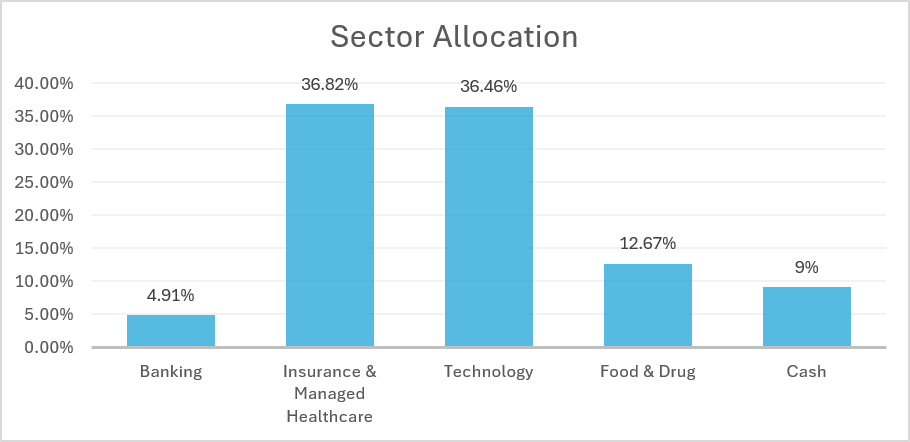 Sector Allocation
40.00%
35.00%
30.00%
25.00%
20.00%
15.00%
10.00%
5.00%
0.00%
4.91%
36.82%
36.46%
12.67%
9%
Banking
Insurance &
Managed
Healthcare
Technology
Food & Drug
Cash